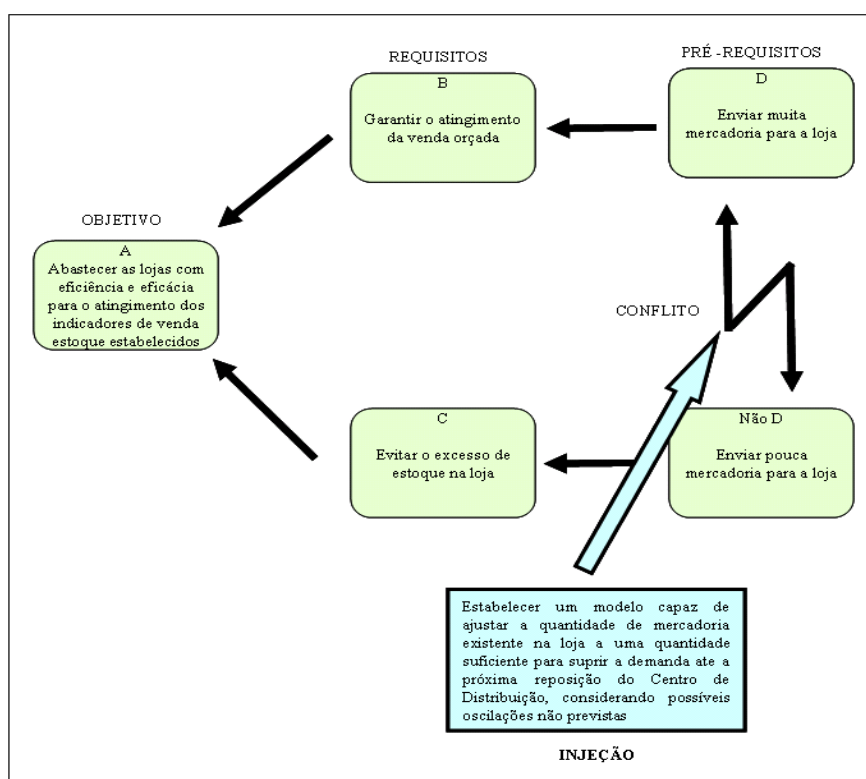 REQUISITOS
PRÉ -REQUISITOS
B
Garantir o atingimento
da venda orçada
D
Enviar muita
mercadoria para a loja
OBJETIVO
A
Abastecer as lojas com
eficiência e eficácia
para o atingimento dos
indicadores de venda
estoque estabelecidos
CONFLITO
C
Evitar o excesso de
estoque na loja
Não D
Enviar pouca
mercadoria para a loja
Estabelecer um modelo capaz de
ajustar a quantidade de mercadoria
existente na loja a uma quantidade
suficiente para suprir a demanda ate a
próxima reposição do Centro de
Distribuição, considerando possíveis
oscilações não previstas
INJEÇÃO